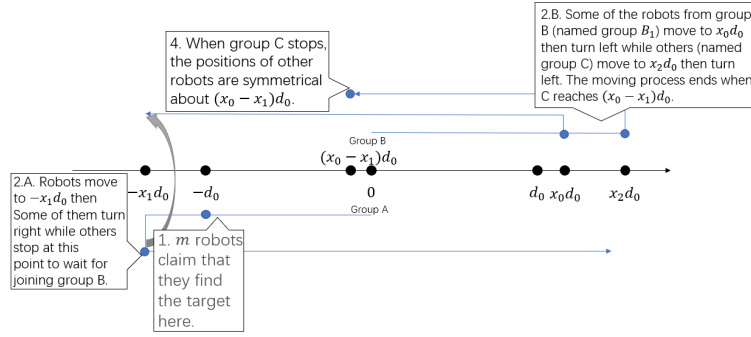 4. When group C stops,
the positions of other
robots are symmetrical
about (x₀ − x₁)d₀.
2.B. Some of the robots from group
B (named group B₁) move to x₀d₀
then turn left while others (named
group C) move to x₂d₀ then turn
left. The moving process ends when
C reaches (x₀ − x₁)d₀.
Group B
(x₀ − x₁)d₀
−x₁d₀
−d₀
0
d₀
x₀d₀
x₂d₀
Group A
2.A. Robots move
to −x₁d₀ then
Some of them turn
right while others
stop at this
point to wait for
joining group B.
1. m robots
claim that
they find
the target
here.